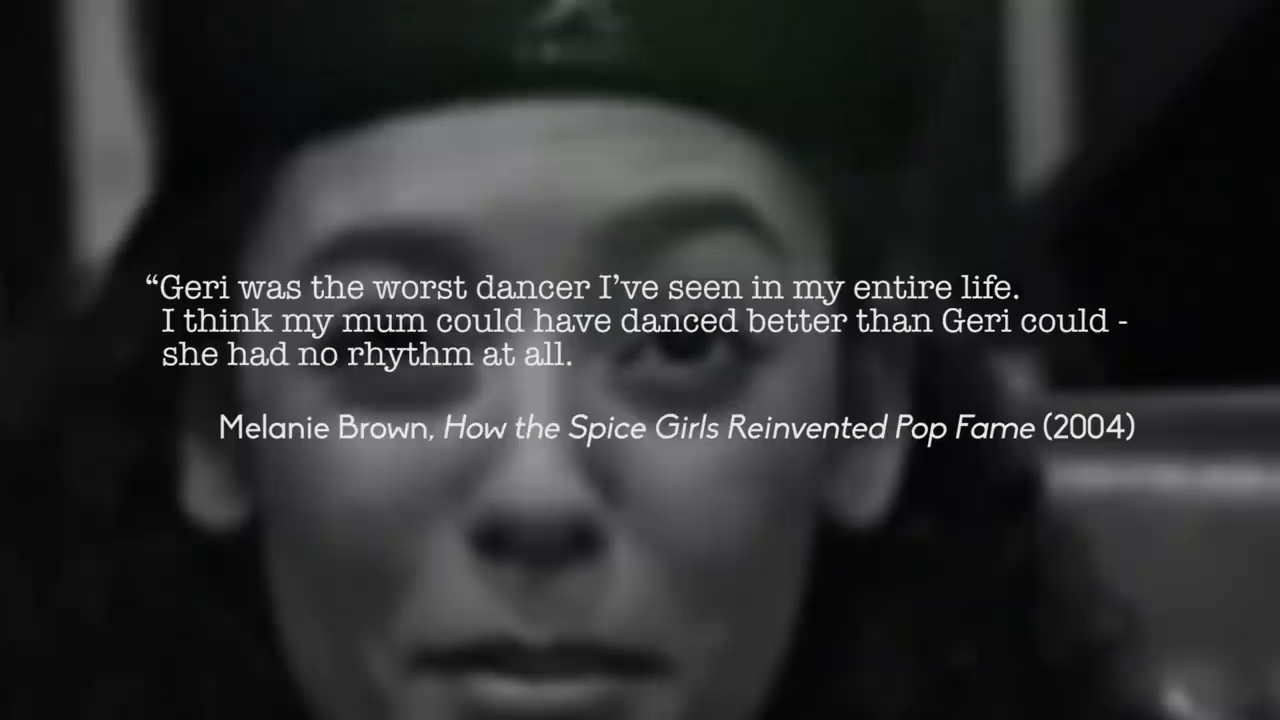 “Geri was the worst dancer I’ve seen in my entire life.
I think my mum could have danced better than Geri could -
she had no rhythm at all.
Melanie Brown, How the Spice Girls Reinvented Pop Fame (2004)